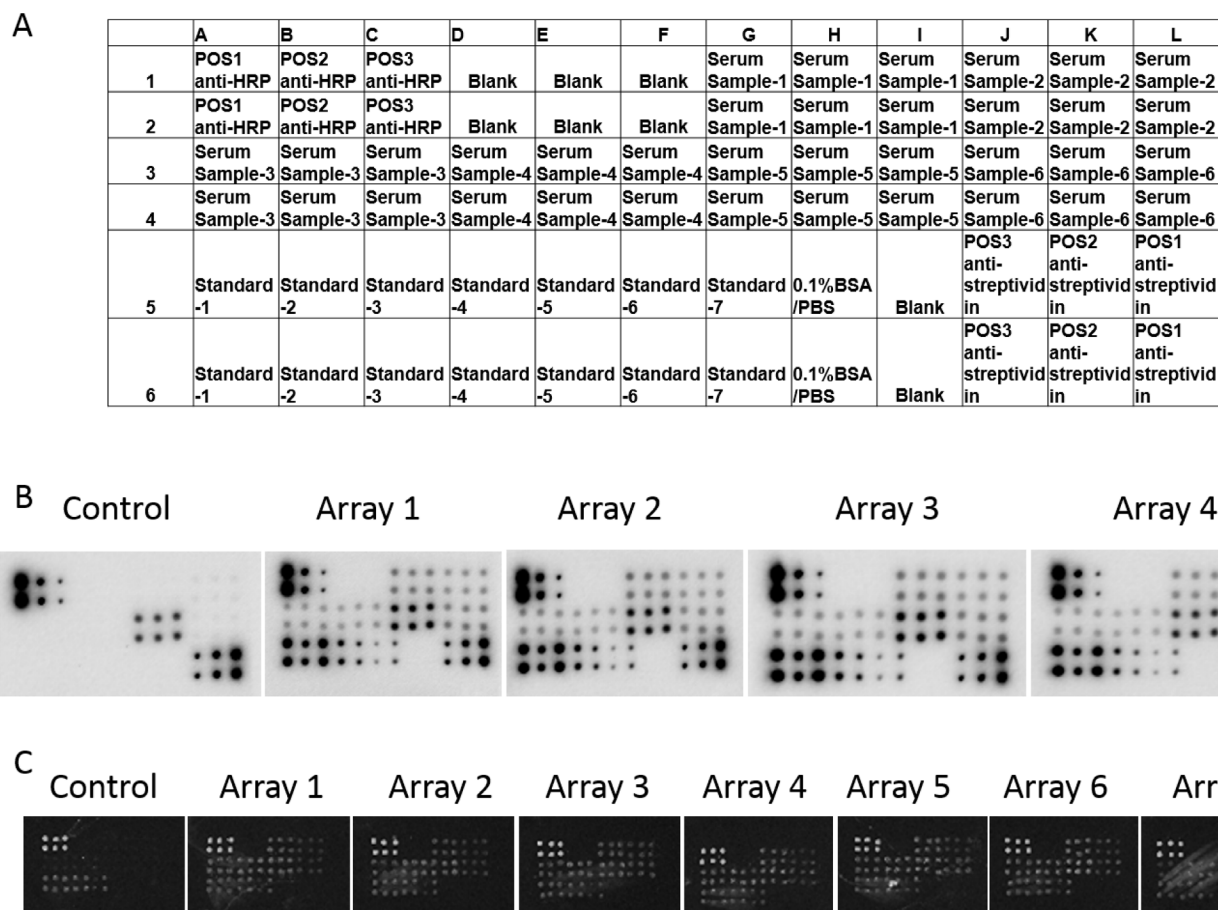 A
A B C D E F G H I J K L
1 POS1 anti-HRP POS2 anti-HRP POS3 anti-HRP Blank Blank Blank Serum Sample-1 Serum Sample-1 Serum Sample-1 Serum Sample-2 Serum Sample-2 Serum Sample-2
2 POS1 anti-HRP POS2 anti-HRP POS3 anti-HRP Blank Blank Blank Serum Sample-1 Serum Sample-1 Serum Sample-1 Serum Sample-2 Serum Sample-2 Serum Sample-2
3 Serum Sample-3 Serum Sample-3 Serum Sample-3 Serum Sample-4 Serum Sample-4 Serum Sample-4 Serum Sample-5 Serum Sample-5 Serum Sample-5 Serum Sample-6 Serum Sample-6 Serum Sample-6
4 Serum Sample-3 Serum Sample-3 Serum Sample-3 Serum Sample-4 Serum Sample-4 Serum Sample-4 Serum Sample-5 Serum Sample-5 Serum Sample-5 Serum Sample-6 Serum Sample-6 Serum Sample-6
5 Standard-1 Standard-2 Standard-3 Standard-4 Standard-5 Standard-6 Standard-7 0.1%BSA/PBS Blank POS3 anti-streptividin POS2 anti-streptividin POS1 anti-streptividin
6 Standard-1 Standard-2 Standard-3 Standard-4 Standard-5 Standard-6 Standard-7 0.1%BSA/PBS Blank POS3 anti-streptividin POS2 anti-streptividin POS1 anti-streptividin
B
Control Array 1 Array 2 Array 3 Array 4
C
Control Array 1 Array 2 Array 3 Array 4 Array 5 Array 6 Arr